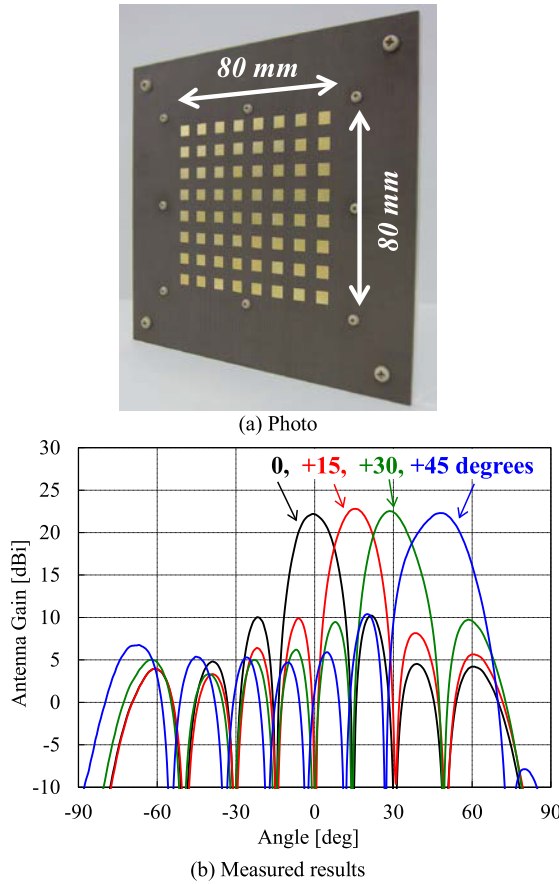 80 mm
80 mm
(a) Photo
0, +15, +30, +45 degrees
30
25
20
15
10
5
0
-5
-10
Antenna Gain [dBi]
-90 -60 -30 0 30 60 90
Angle [deg]
(b) Measured results